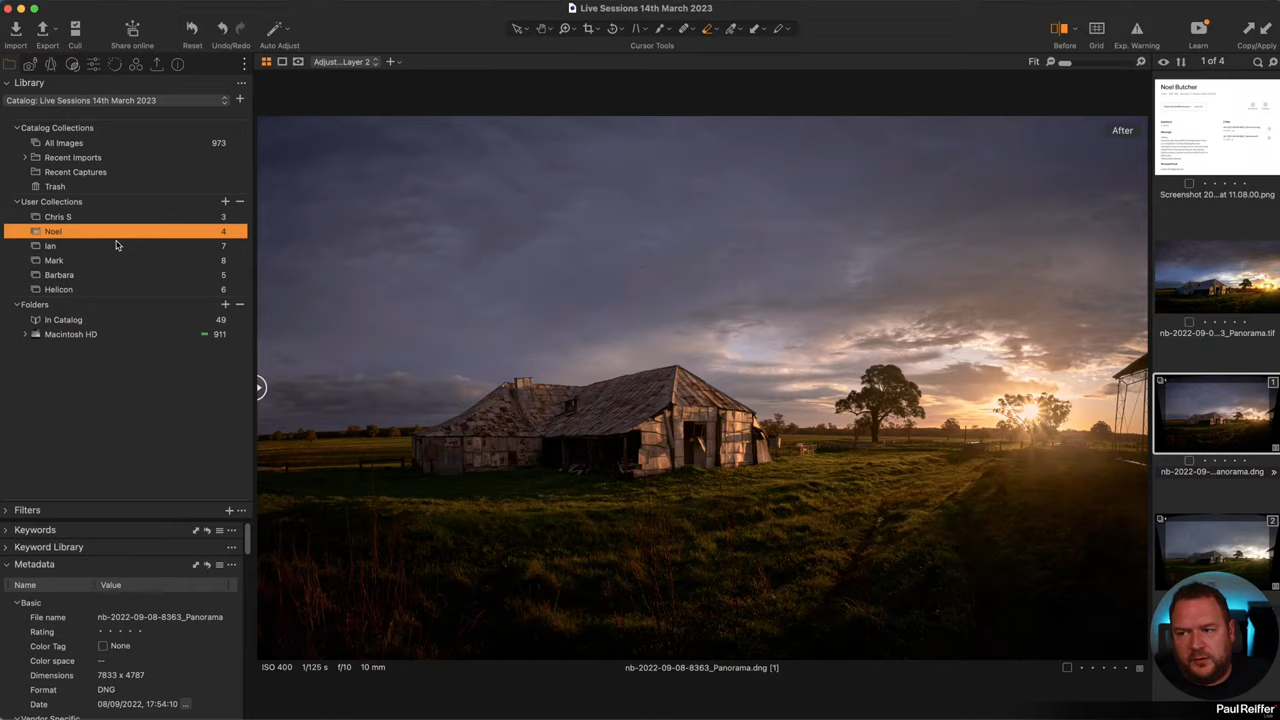 Live Sessions 14th March 2023
Import
Export
Cull
Share online
Reset
Undo/Redo
Auto Adjust
Cursor Tools
Before
Grid
Exp. Warning
Learn
Copy/Apply
Library
Adjust...Layer 2
Fit
1 of 4
Catalog: Live Sessions 14th March 2023
Catalog Collections
All Images 973
Recent Imports
Recent Captures
Trash
User Collections
Chris S 3
Noel 4
Ian 7
Mark 8
Barbara 5
Helicon 6
Folders
In Catalog 49
Macintosh HD 911
After
Noel Butcher
Screenshot 20...at 11.08.00.png
nb-2022-09-0...3_Panorama.tif
1
nb-2022-09-...anorama.dng
2
Filters
Keywords
Keyword Library
Metadata
Name Value
Basic
File name nb-2022-09-08-8363_Panorama
Rating
Color Tag None
Color space --
Dimensions 7833 x 4787
Format DNG
Date 08/09/2022, 17:54:10 ...
Vendor Specific
ISO 400 1/125 s f/10 10 mm
nb-2022-09-08-8363_Panorama.dng [1]
PaulReiffer
Live